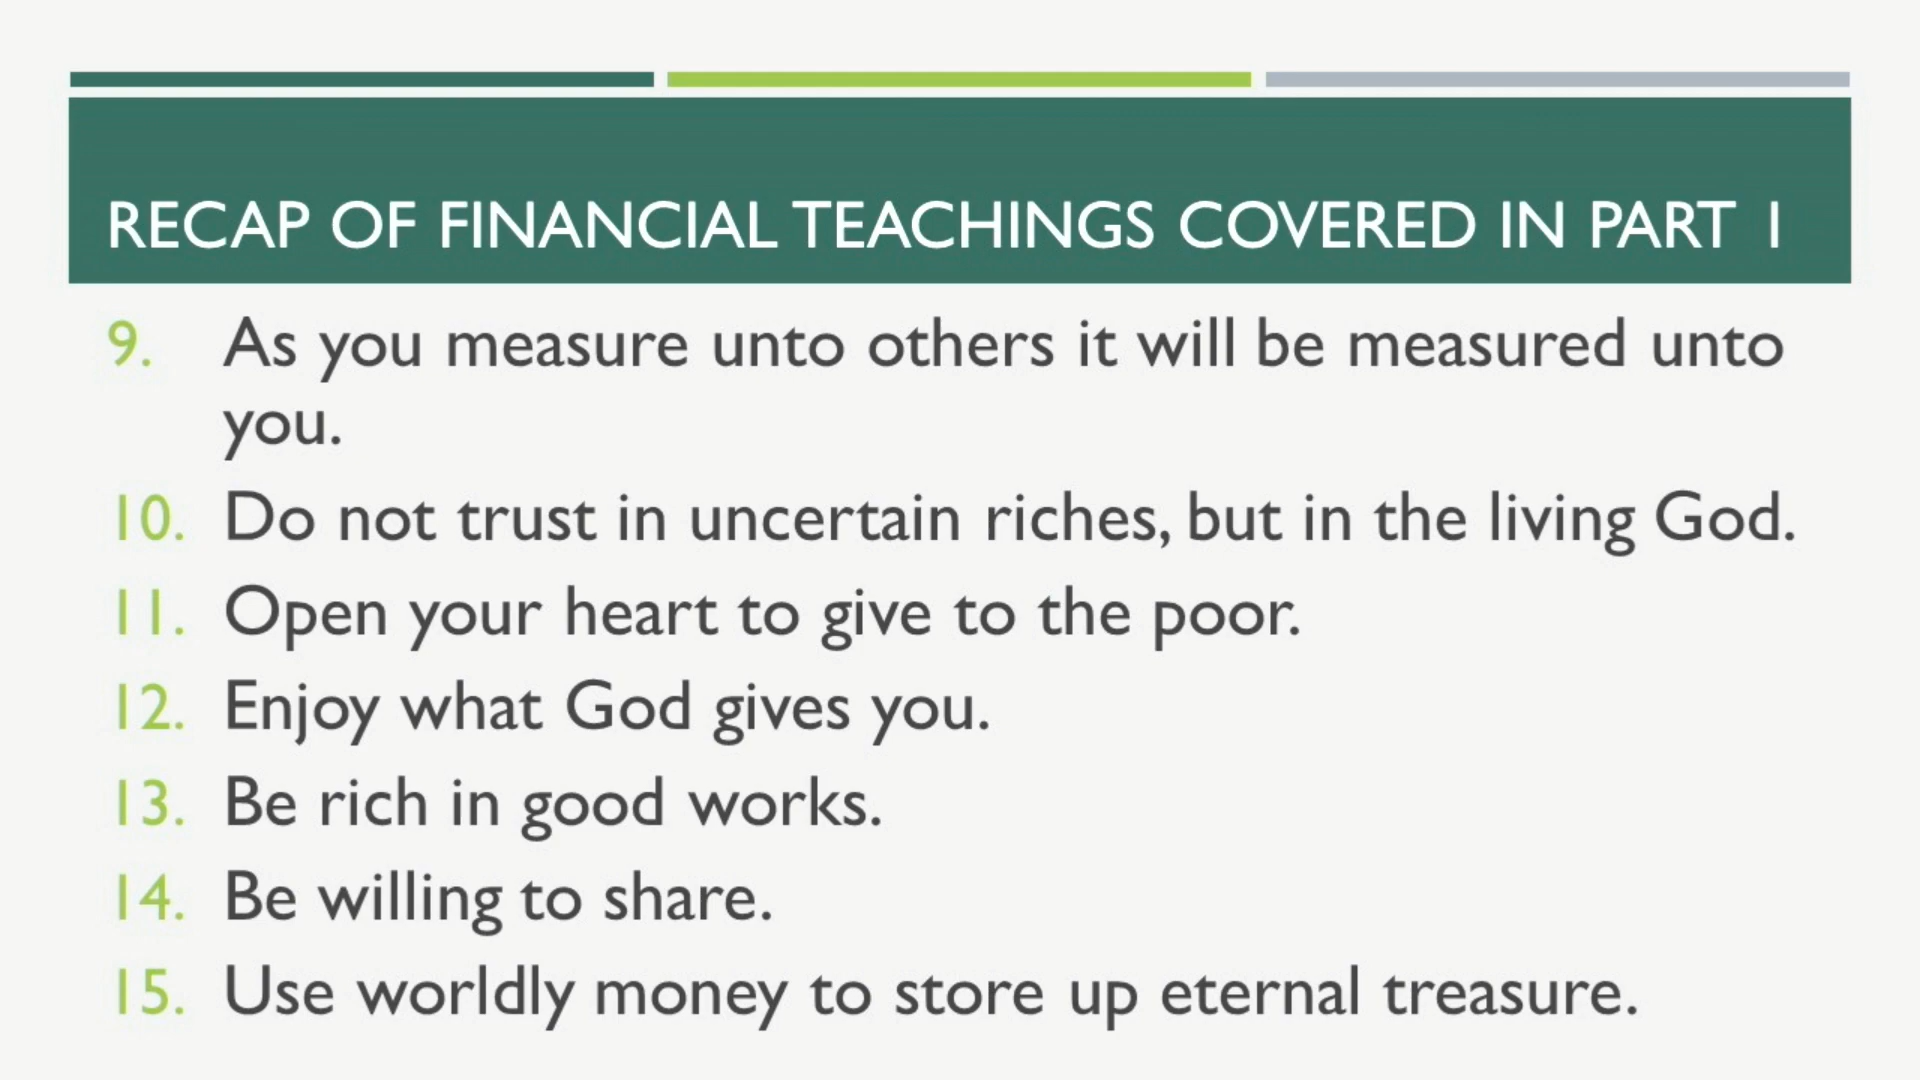 RECAP OF FINANCIAL TEACHINGS COVERED IN PART 1
9. As you measure unto others it will be measured unto
you.
10. Do not trust in uncertain riches, but in the living God.
11. Open your heart to give to the poor.
12. Enjoy what God gives you.
13. Be rich in good works.
14. Be willing to share.
15. Use worldly money to store up eternal treasure.